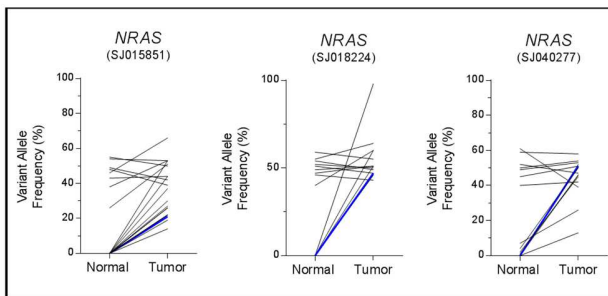 NRAS
(SJ015851)
Variant Allele
Frequency (%)
100
80
60
40
20
0
Normal
Tumor
NRAS
(SJ018224)
Variant Allele
Frequency (%)
100
50
0
Normal
Tumor
NRAS
(SJ040277)
Variant Allele
Frequency (%)
100
80
60
40
20
0
Normal
Tumor